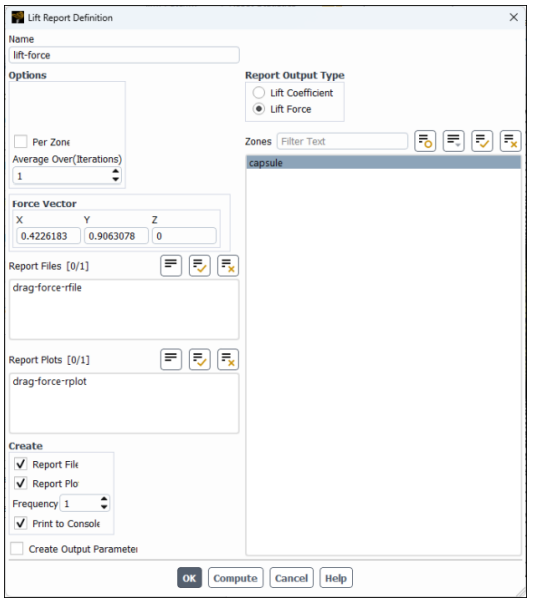 Lift Report Definition
Name
lift-force
Options
Per Zone
Average Over(Iterations)
1
Force Vector
X Y Z
0.4226183 0.9063078 0
Report Files [0/1]
drag-force-rfile
Report Plots [0/1]
drag-force-rplot
Create
Report File
Report Plo
Frequency 1
Print to Console
Create Output Parameter
Report Output Type
Lift Coefficient
Lift Force
Zones Filter Text
capsule
OK Compute Cancel Help